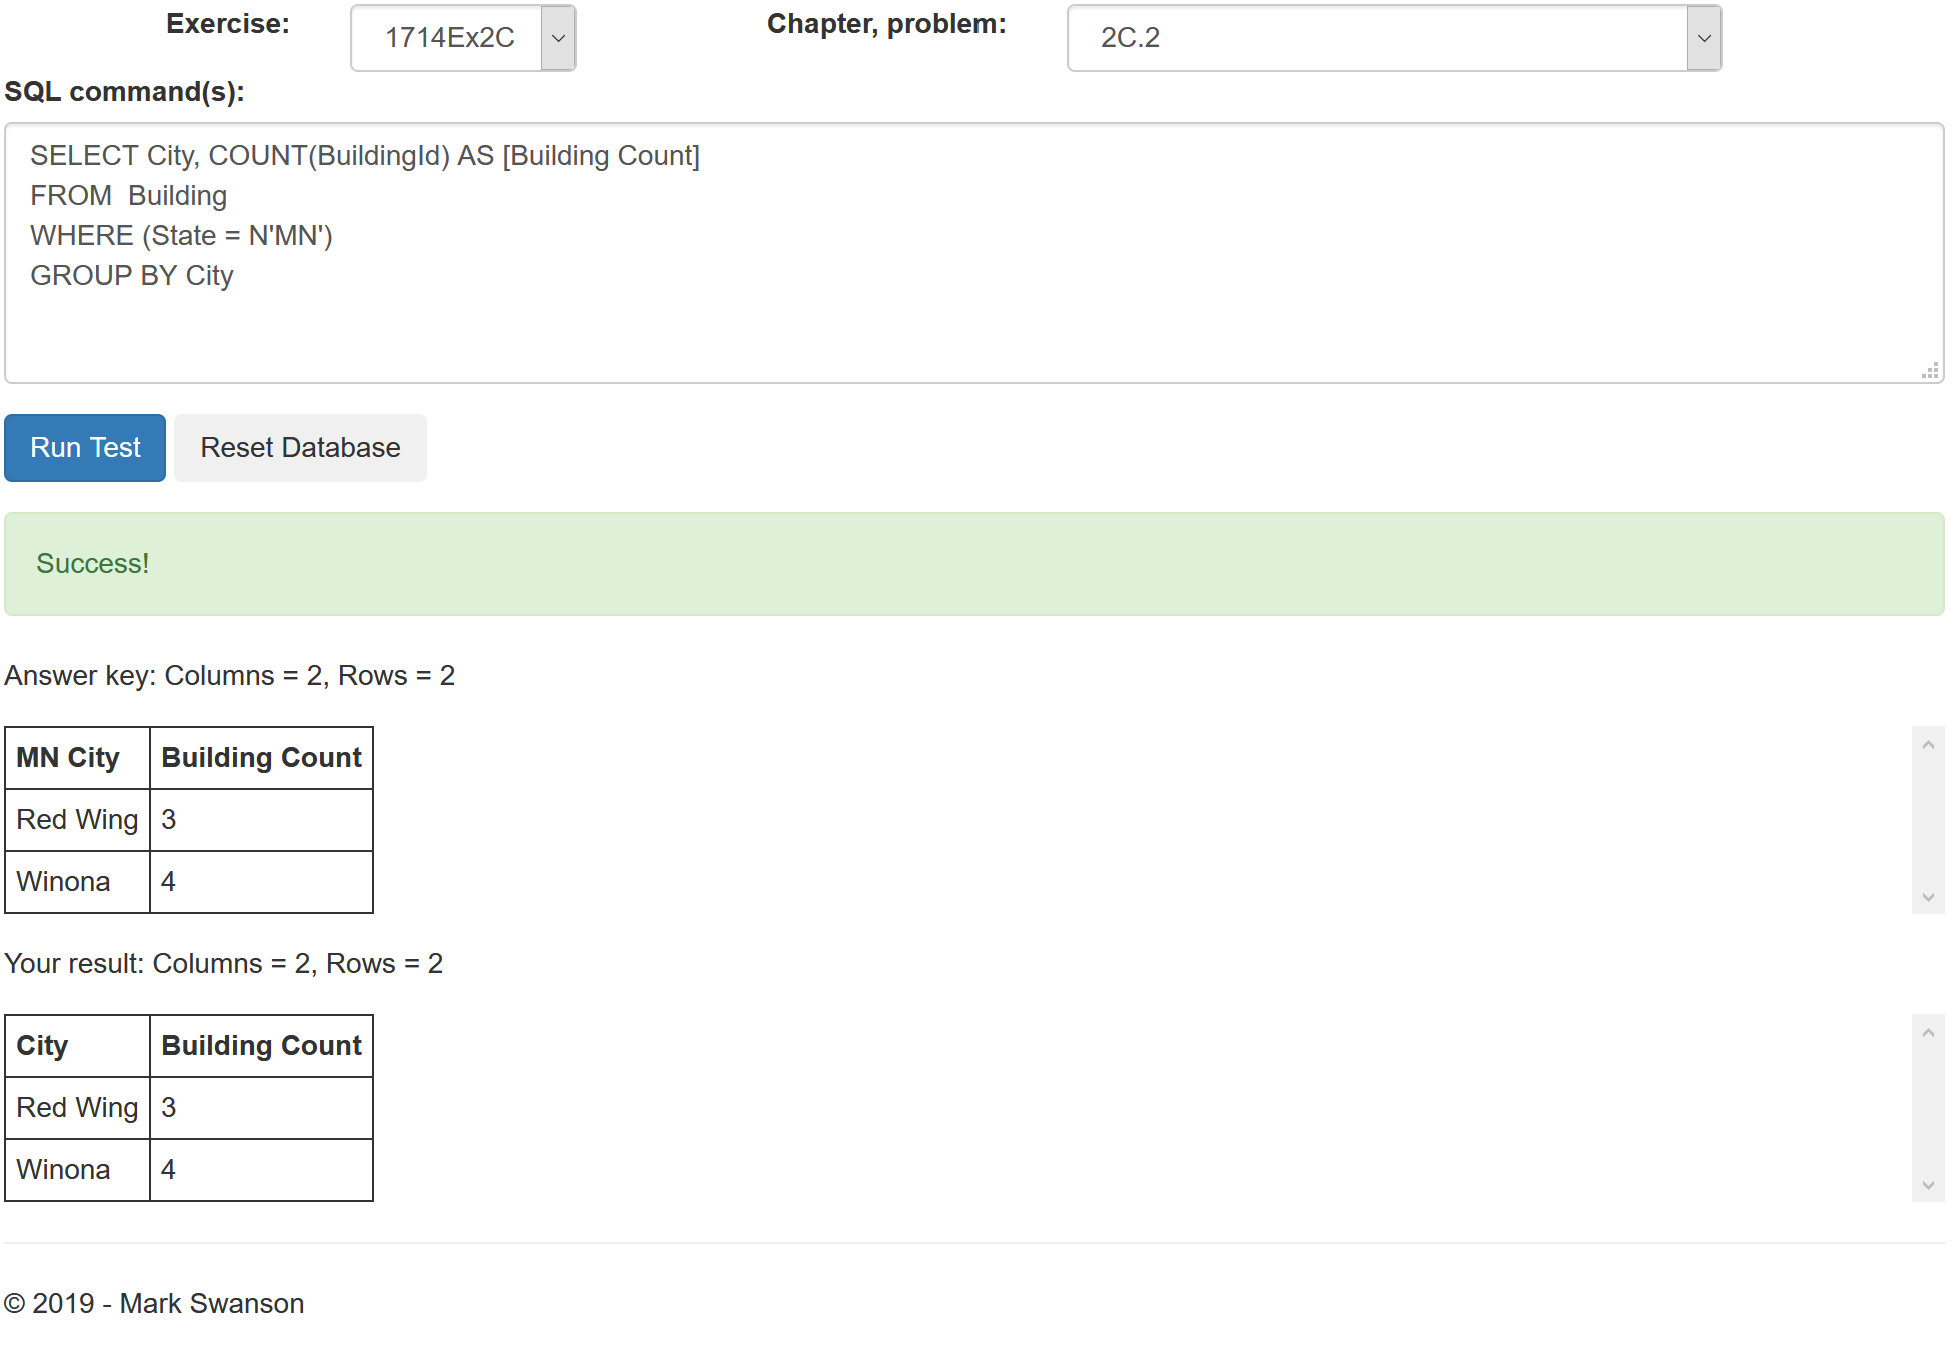 Exercise: 1714Ex2C Chapter, problem: 2C.2
SQL command(s):
SELECT City, COUNT(BuildingId) AS [Building Count]
FROM  Building
WHERE (State = N'MN')
GROUP BY City
Run Test Reset Database
Success!
Answer key: Columns = 2, Rows = 2
MN City Building Count
Red Wing 3
Winona 4
Your result: Columns = 2, Rows = 2
City Building Count
Red Wing 3
Winona 4
© 2019 - Mark Swanson